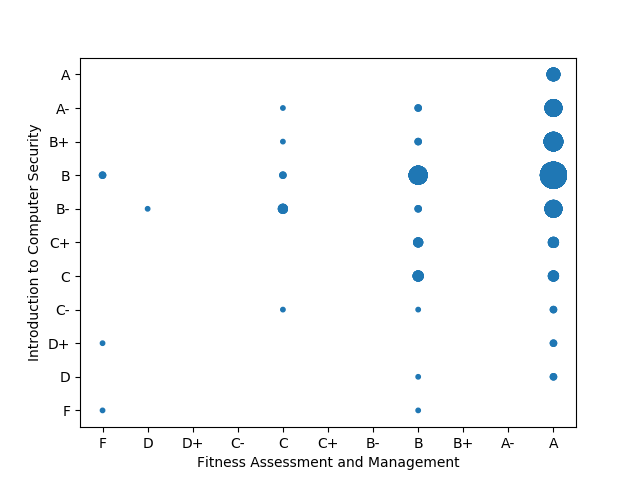 Introduction to Computer Security
A
A-
B+
B
B-
C+
C
C-
D+
D
F
F D D+ C- C C+ B- B B+ A- A
Fitness Assessment and Management